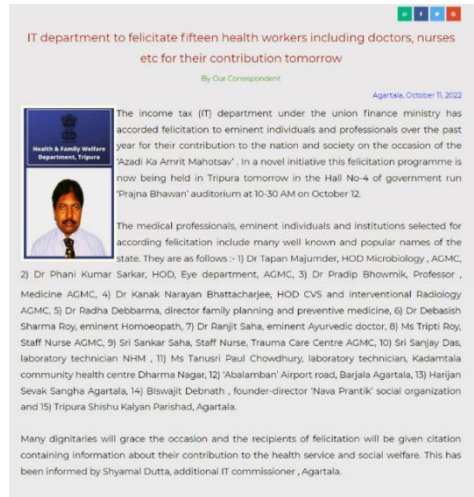 IT department to felicitate fifteen health workers including doctors, nurses
etc for their contribution tomorrow
By Our Correspondent
Agartala, October 11, 2022
Health & Family Welfare
Department, Tripura
The income tax (IT) department under the union finance ministry has
accorded felicitation to eminent individuals and professionals over the past
year for their contribution to the nation and society on the occasion of the
'Azadi Ka Amrit Mahotsav' . In a novel initiative this felicitation programme is
now being held in Tripura tomorrow in the Hall No-4 of government run
'Prajna Bhawan' auditorium at 10-30 AM on October 12.
The medical professionals, eminent individuals and institutions selected for
according felicitation include many well known and popular names of the
state. They are as follows :- 1) Dr Tapan Majumder, HOD Microbiology , AGMC,
2) Dr Phani Kumar Sarkar, HOD, Eye department, AGMC, 3) Dr Pradip Bhowmik, Professor ,
Medicine AGMC, 4) Dr Kanak Narayan Bhattacharjee, HOD CVS and interventional Radiology
AGMC, 5) Dr Radha Debbarma, director family planning and preventive medicine, 6) Dr Debasish
Sharma Roy, eminent Homoeopath, 7) Dr Ranjit Saha, eminent Ayurvedic doctor, 8) Ms Tripti Roy,
Staff Nurse AGMC, 9) Sri Sankar Saha, Staff Nurse, Trauma Care Centre AGMC, 10) Sri Sanjay Das,
laboratory technician NHM , 11) Ms Tanusri Paul Chowdhury, laboratory technician, Kadamtala
community health centre Dharma Nagar, 12) 'Abalamban' Airport road, Barjala Agartala, 13) Harijan
Sevak Sangha Agartala, 14) BIswajit Debnath , founder-director 'Nava Prantik' social organization
and 15) Tripura Shishu Kalyan Parishad, Agartala.
Many dignitaries will grace the occasion and the recipients of felicitation will be given citation
containing information about their contribution to the health service and social welfare. This has
been informed by Shyamal Dutta, additional IT commissioner , Agartala.